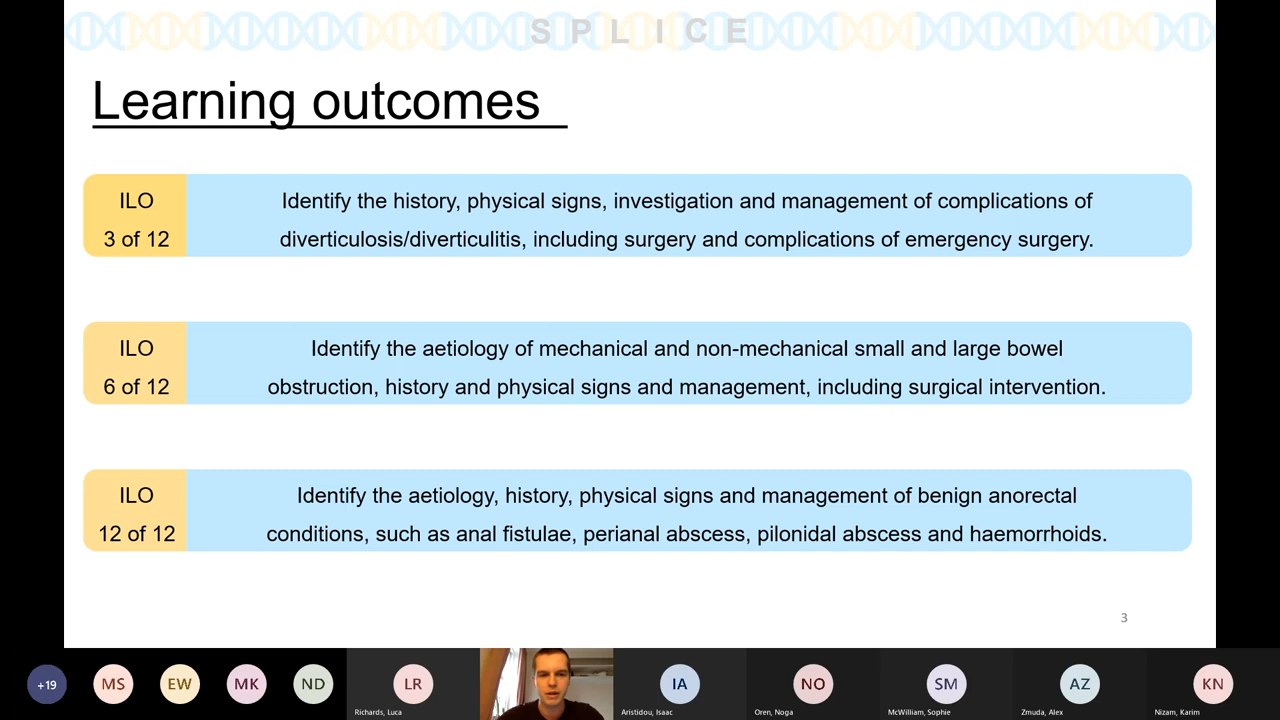 S P L I C E
Learning outcomes
ILO
3 of 12
Identify the history, physical signs, investigation and management of complications of
diverticulosis/diverticulitis, including surgery and complications of emergency surgery.
ILO
6 of 12
Identify the aetiology of mechanical and non-mechanical small and large bowel
obstruction, history and physical signs and management, including surgical intervention.
ILO
12 of 12
Identify the aetiology, history, physical signs and management of benign anorectal
conditions, such as anal fistulae, perianal abscess, pilonidal abscess and haemorrhoids.
3
+19
MS
EW
MK
ND
LR
Richards, Luca
IA
Aristidou, Isaac
NO
Oren, Noga
SM
McWilliam, Sophie
AZ
Zmuda, Alex
KN
Nizam, Karim